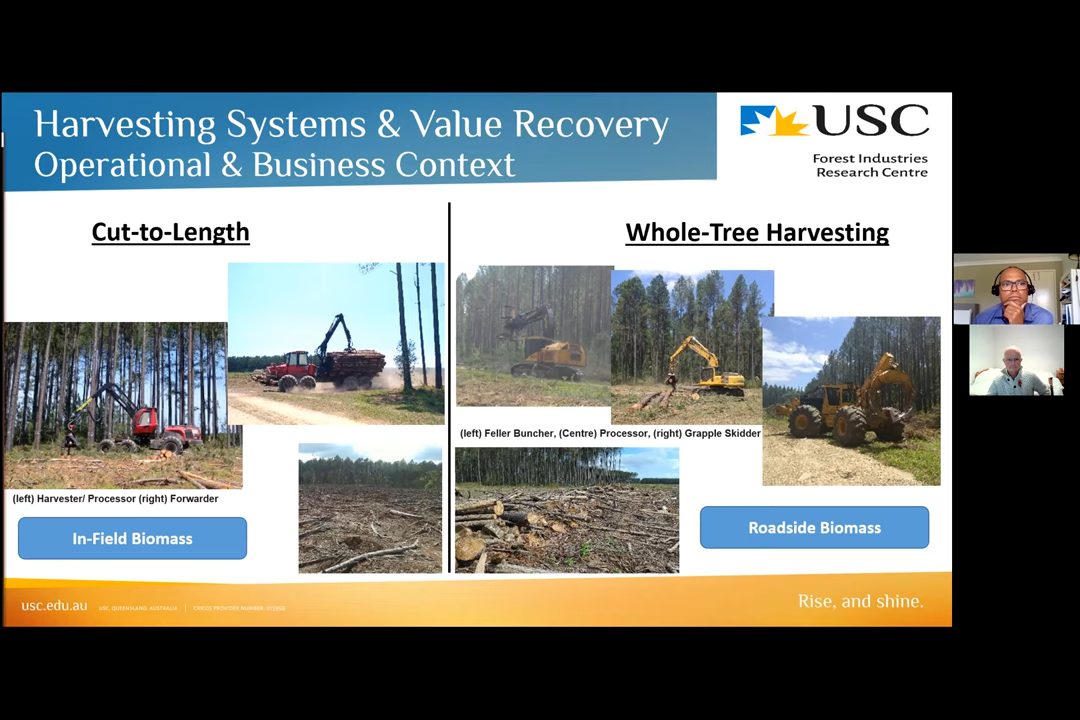 Harvesting Systems & Value Recovery
Operational & Business Context
USC
Forest Industries
Research Centre
Cut-to-Length
Whole-Tree Harvesting
(left) Harvester/ Processor (right) Forwarder
(left) Feller Buncher, (Centre) Processor, (right) Grapple Skidder
In-Field Biomass
Roadside Biomass
usc.edu.au
USC, QUEENSLAND, AUSTRALIA | CRICOS PROVIDER NUMBER:
Rise, and shine.